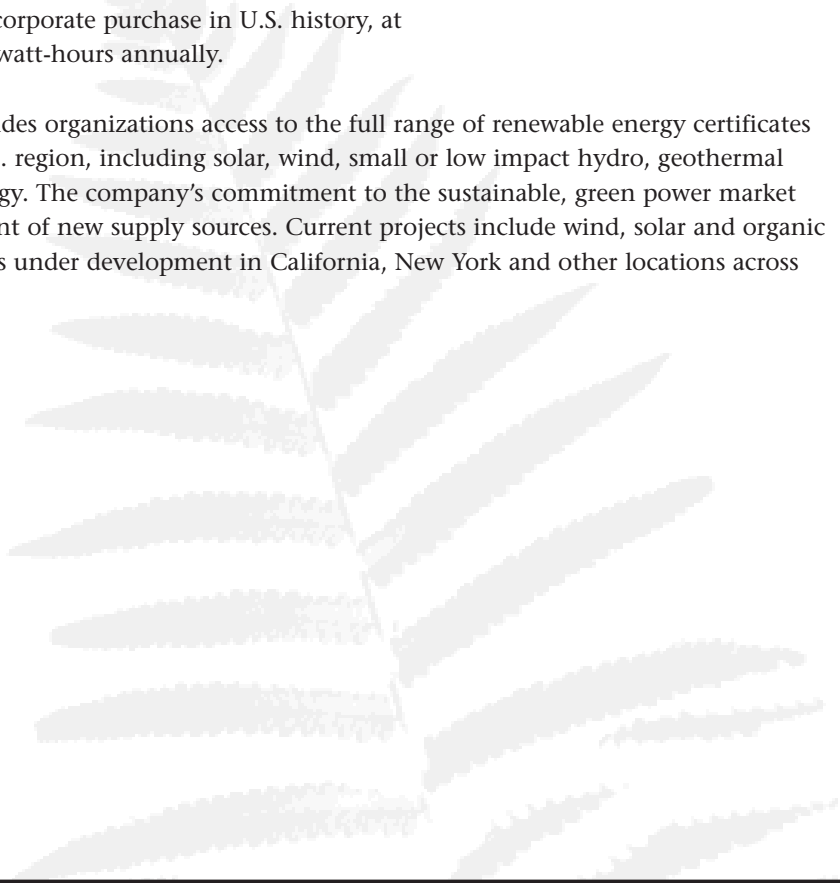 corporate purchase in U.S. history, at
watt-hours annually.
des organizations access to the full range of renewable energy certificates
. region, including solar, wind, small or low impact hydro, geothermal
gy. The company’s commitment to the sustainable, green power market
nt of new supply sources. Current projects include wind, solar and organic
s under development in California, New York and other locations across